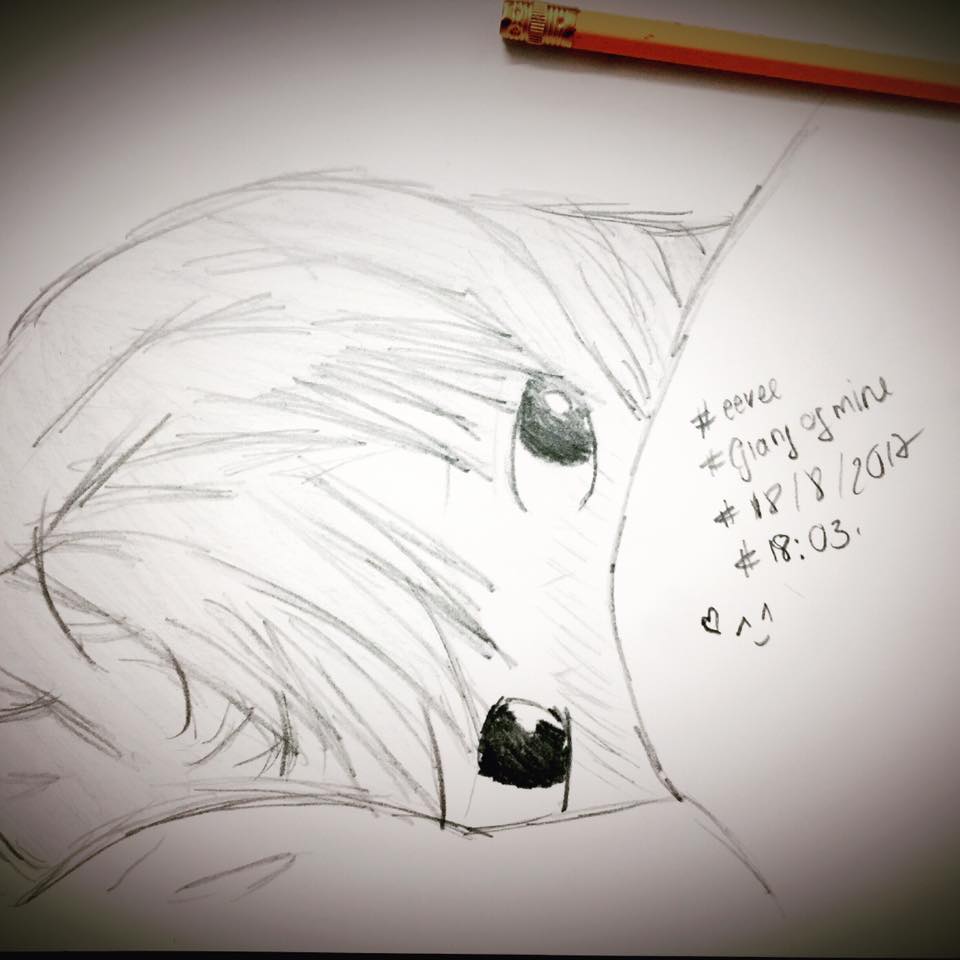 #eevee
#Giang of mine
#18/8/2017
#18:03.
♡ ^‿^